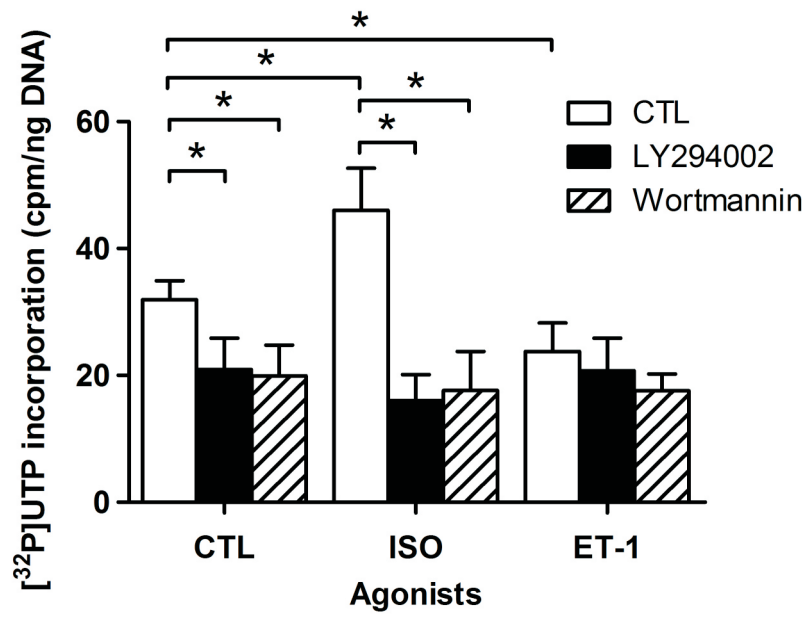 *
*
*
*
*
*
[³²P]UTP incorporation (cpm/ng DNA)
60
40
20
0
CTL
LY294002
Wortmannin
CTL ISO ET-1
Agonists